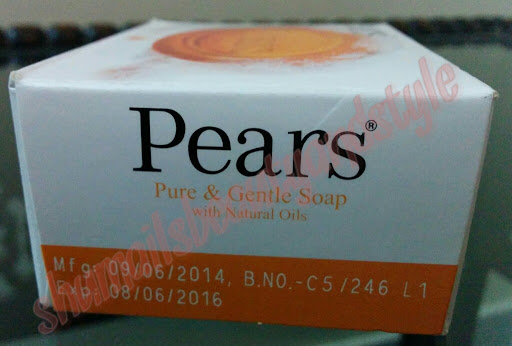 Pears®
Pure & Gentle Soap
with Natural Oils
Mfg: 09/06/2014, B.NO.-C5/246 L1
Exp: 08/06/2016